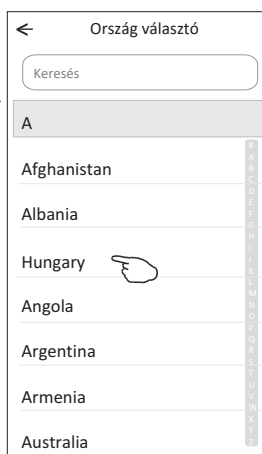 Ország választó
Keresés
A
Afghanistan
Albania
Hungary
Angola
Argentina
Armenia
Australia
#
A
B
C
D
E
F
G
H
I
J
K
L
M
N
O
P
Q
R
S
T
U
V
W
X
Y
Z